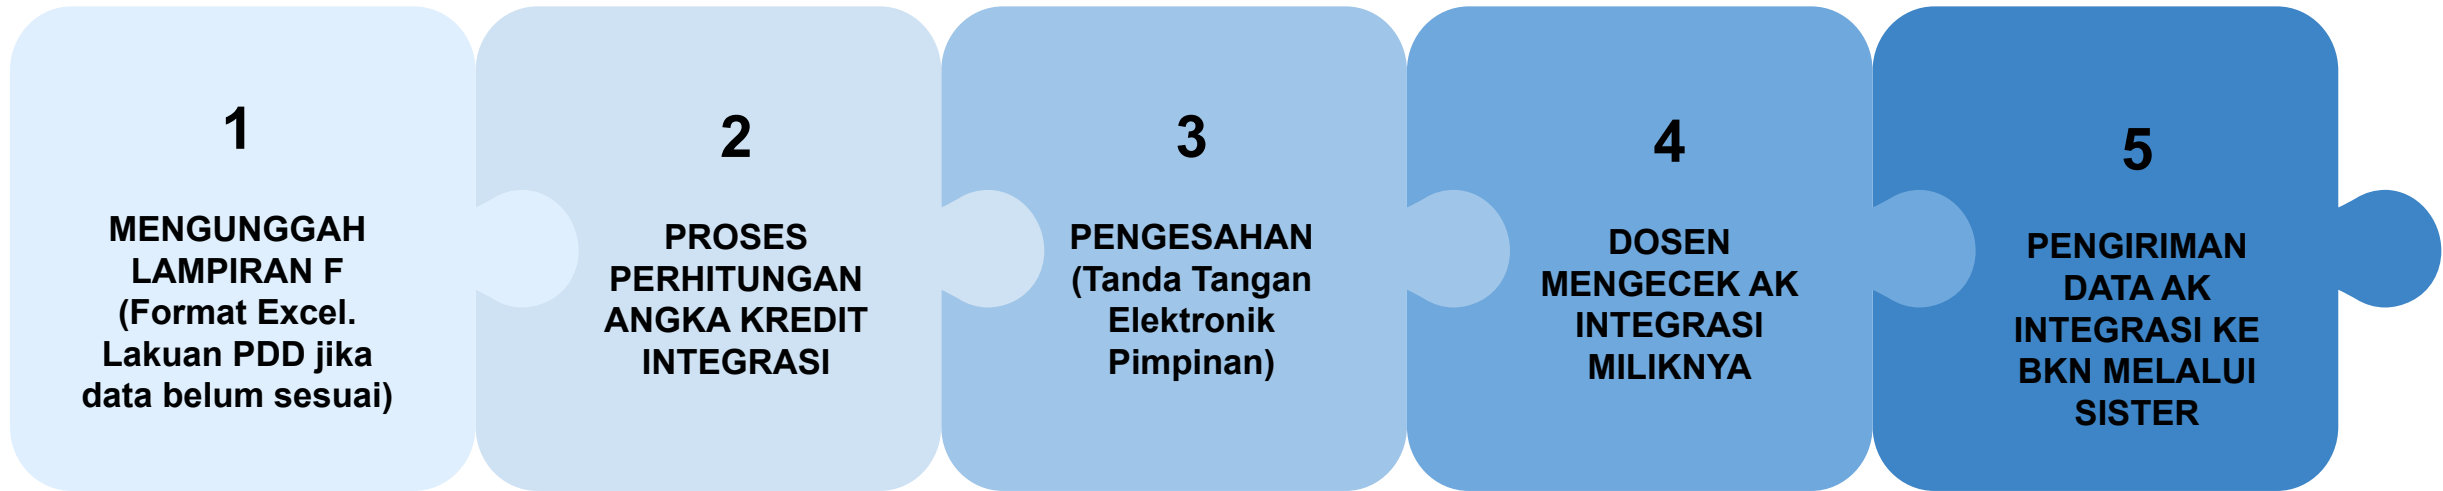 1
MENGUNGGAH
LAMPIRAN F
(Format Excel.
Lakuan PDD jika
data belum sesuai)
2
PROSES
PERHITUNGAN
ANGKA KREDIT
INTEGRASI
3
PENGESAHAN
(Tanda Tangan
Elektronik
Pimpinan)
4
DOSEN
MENGECEK AK
INTEGRASI
MILIKNYA
5
PENGIRIMAN
DATA AK
INTEGRASI KE
BKN MELALUI
SISTER